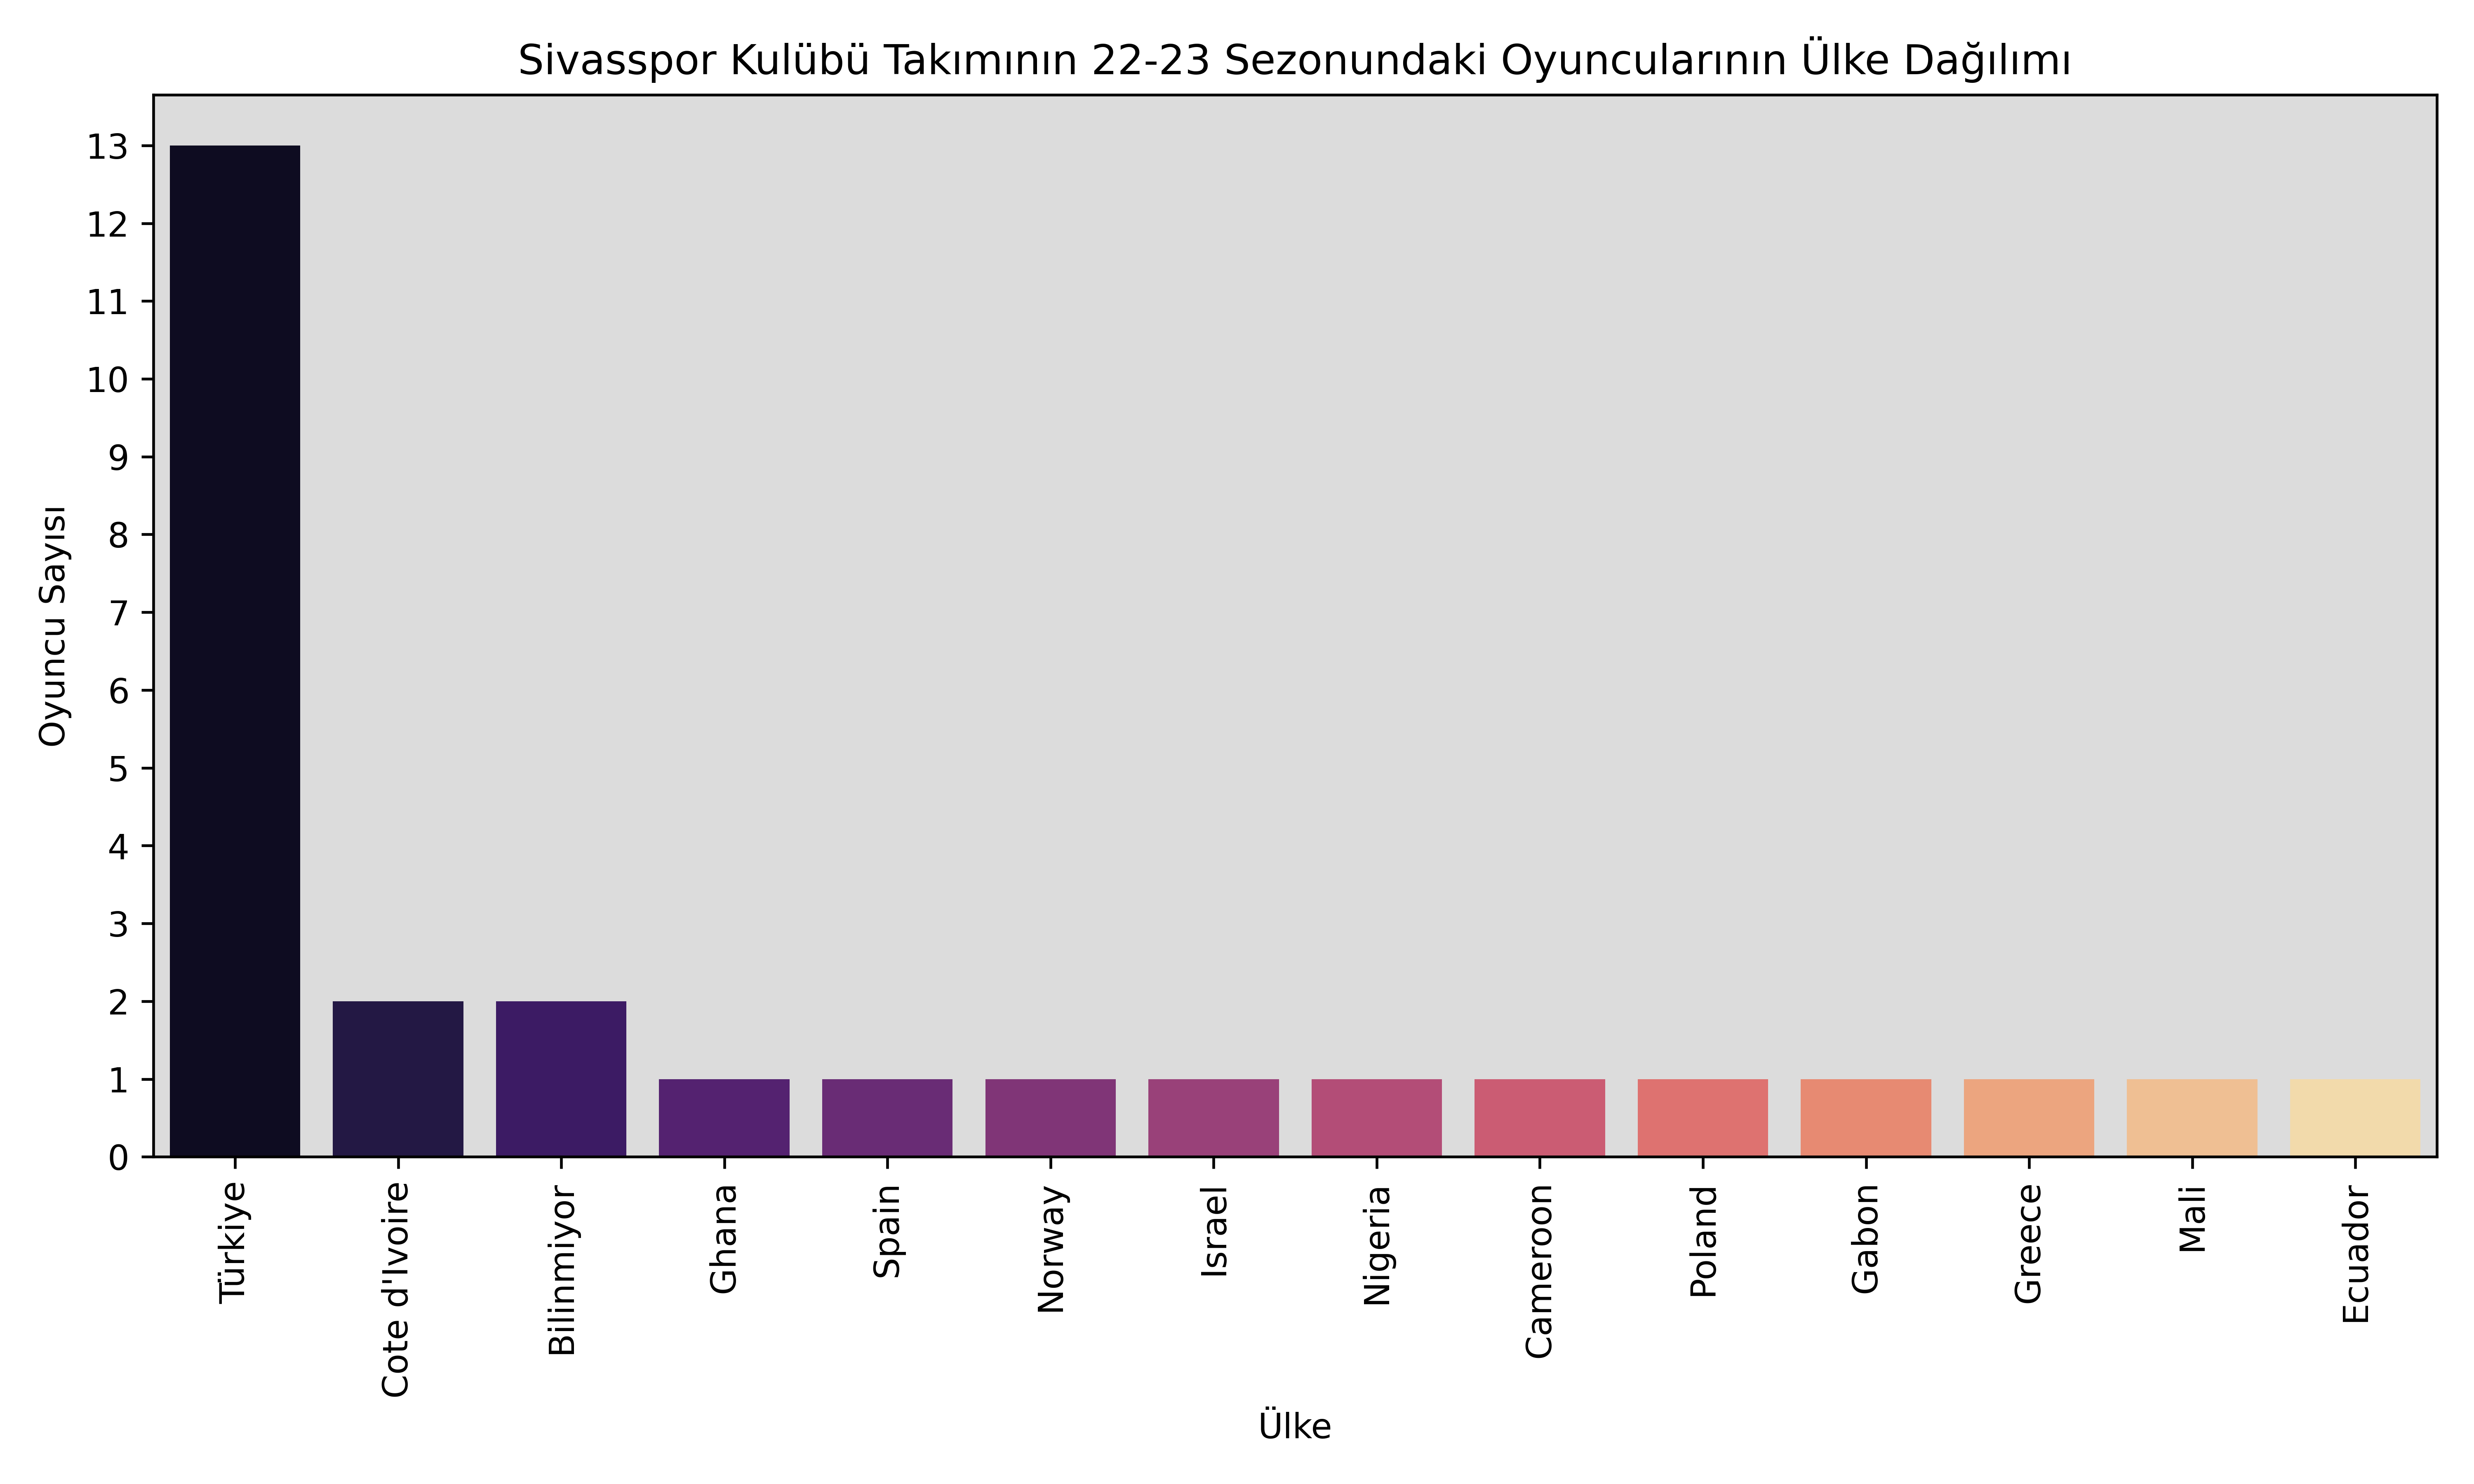 Sivasspor Kulübü Takımının 22-23 Sezonundaki Oyuncularının Ülke Dağılımı
Oyuncu Sayısı
13
12
11
10
9
8
7
6
5
4
3
2
1
0
Türkiye
Cote d'Ivoire
Bilinmiyor
Ghana
Spain
Norway
Israel
Nigeria
Cameroon
Poland
Gabon
Greece
Mali
Ecuador
Ülke